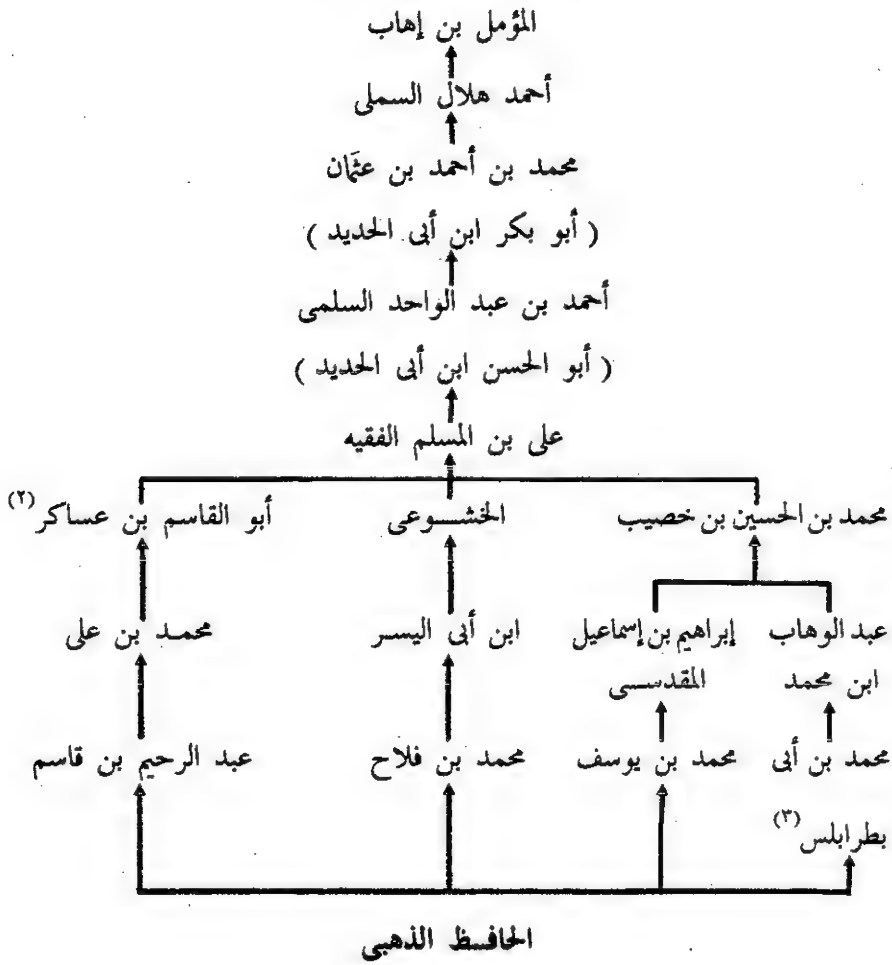 المؤمل بن إهاب
أحمد هلال السملى
محمد بن أحمد بن عثمان
( أبو بكر ابن أبى الحديد )
أحمد بن عبد الواحد السلمى
( أبو الحسن ابن أبى الحديد )
على بن المسلم الفقيه
محمد بن الحسين بن خصيب الخشوعى أبو القاسم بن عساكر (٢)
عبد الوهاب إبراهيم بن إسماعيل ابن أبى اليسر محمد بن على
ابن محمد المقدسى
محمد بن أبى محمد بن يوسف محمد بن فلاح عبد الرحيم بن قاسم
بطرابلس (٣)
الحافظ الذهبى